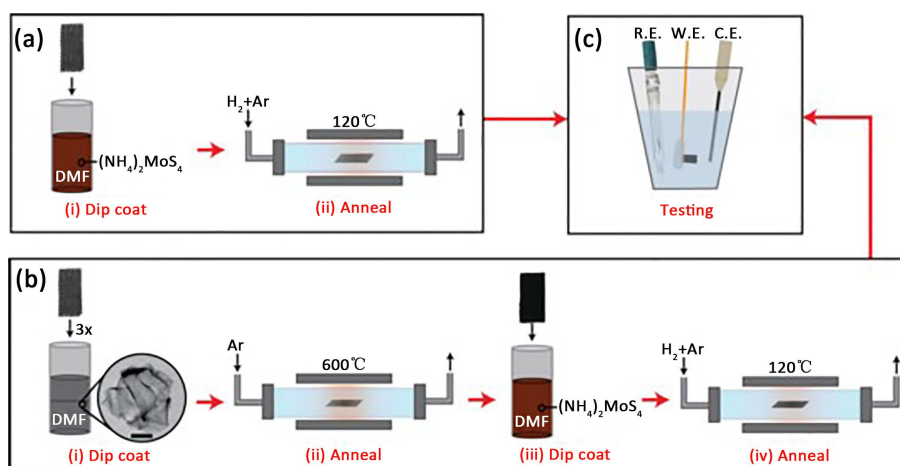 (a)
H₂+Ar
120℃
(NH₄)₂MoS₄
DMF
(i) Dip coat
(ii) Anneal
(c)
R.E. W.E. C.E.
Testing
(b)
3x
DMF
(i) Dip coat
Ar
600℃
(ii) Anneal
(NH₄)₂MoS₄
DMF
(iii) Dip coat
H₂+Ar
120℃
(iv) Anneal